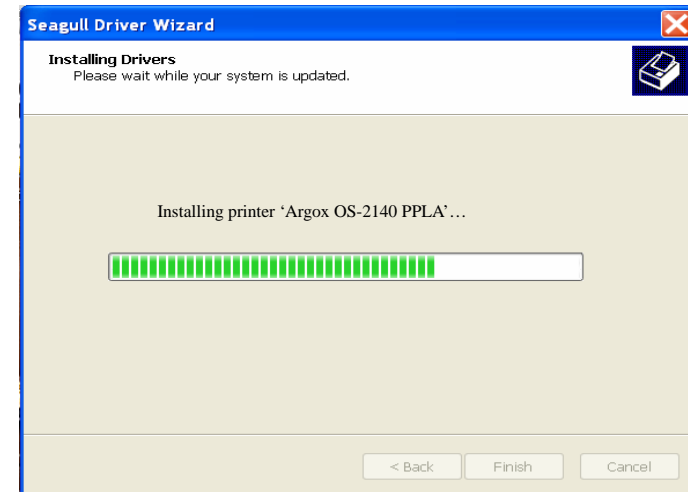 Seagull Driver Wizard
Installing Drivers
Please wait while your system is updated.
Installing printer ‘Argox OS-2140 PPLA’…
< Back
Finish
Cancel